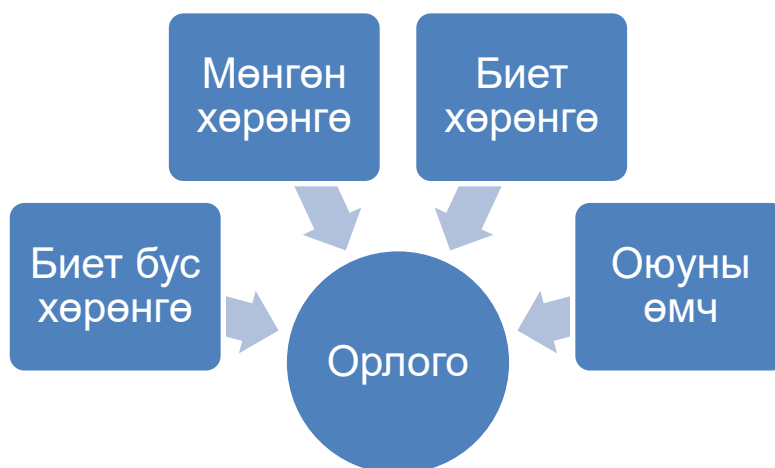 Мөнгөн
хөрөнгө
Биет
хөрөнгө
Биет бус
хөрөнгө
Оюуны
өмч
Орлого